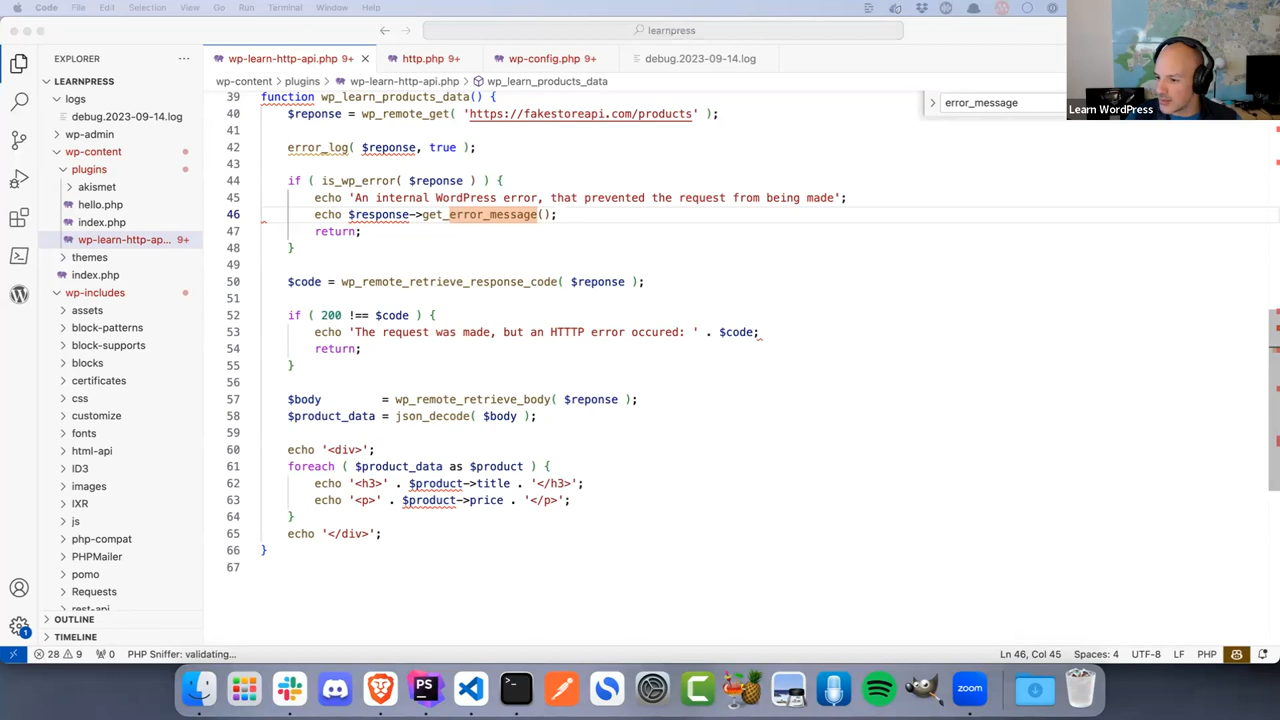 Code File Edit Selection View Go Run Terminal Window Help
learnpress
EXPLORER
wp-learn-http-api.php 9+
http.php 9+
wp-config.php 9+
debug.2023-09-14.log
error_message
Learn WordPress
LEARNPRESS
logs
debug.2023-09-14.log
wp-admin
wp-content
plugins
akismet
hello.php
index.php
wp-learn-http-ap... 9+
themes
index.php
wp-includes
assets
block-patterns
block-supports
blocks
certificates
css
customize
fonts
html-api
ID3
images
IXR
js
php-compat
PHPMailer
pomo
Requests
rest-api
OUTLINE
TIMELINE
wp-content > plugins > wp-learn-http-api.php > wp_learn_products_data
39 function wp_learn_products_data() {
40 $reponse = wp_remote_get( 'https://fakestoreapi.com/products' );
41
42 error_log( $reponse, true );
43
44 if ( is_wp_error( $reponse ) ) {
45 echo 'An internal WordPress error, that prevented the request from being made';
46 echo $response->get_error_message();
47 return;
48 }
49
50 $code = wp_remote_retrieve_response_code( $reponse );
51
52 if ( 200 !== $code ) {
53 echo 'The request was made, but an HTTTP error occured: ' . $code;
54 return;
55 }
56
57 $body = wp_remote_retrieve_body( $reponse );
58 $product_data = json_decode( $body );
59
60 echo '<div>';
61 foreach ( $product_data as $product ) {
62 echo '<h3>' . $product->title . '</h3>';
63 echo '<p>' . $product->price . '</p>';
64 }
65 echo '</div>';
66 }
67
1
28 9 0 PHP Sniffer: validating...
Ln 46, Col 45 Spaces: 4 UTF-8 LF PHP
PS
zoom